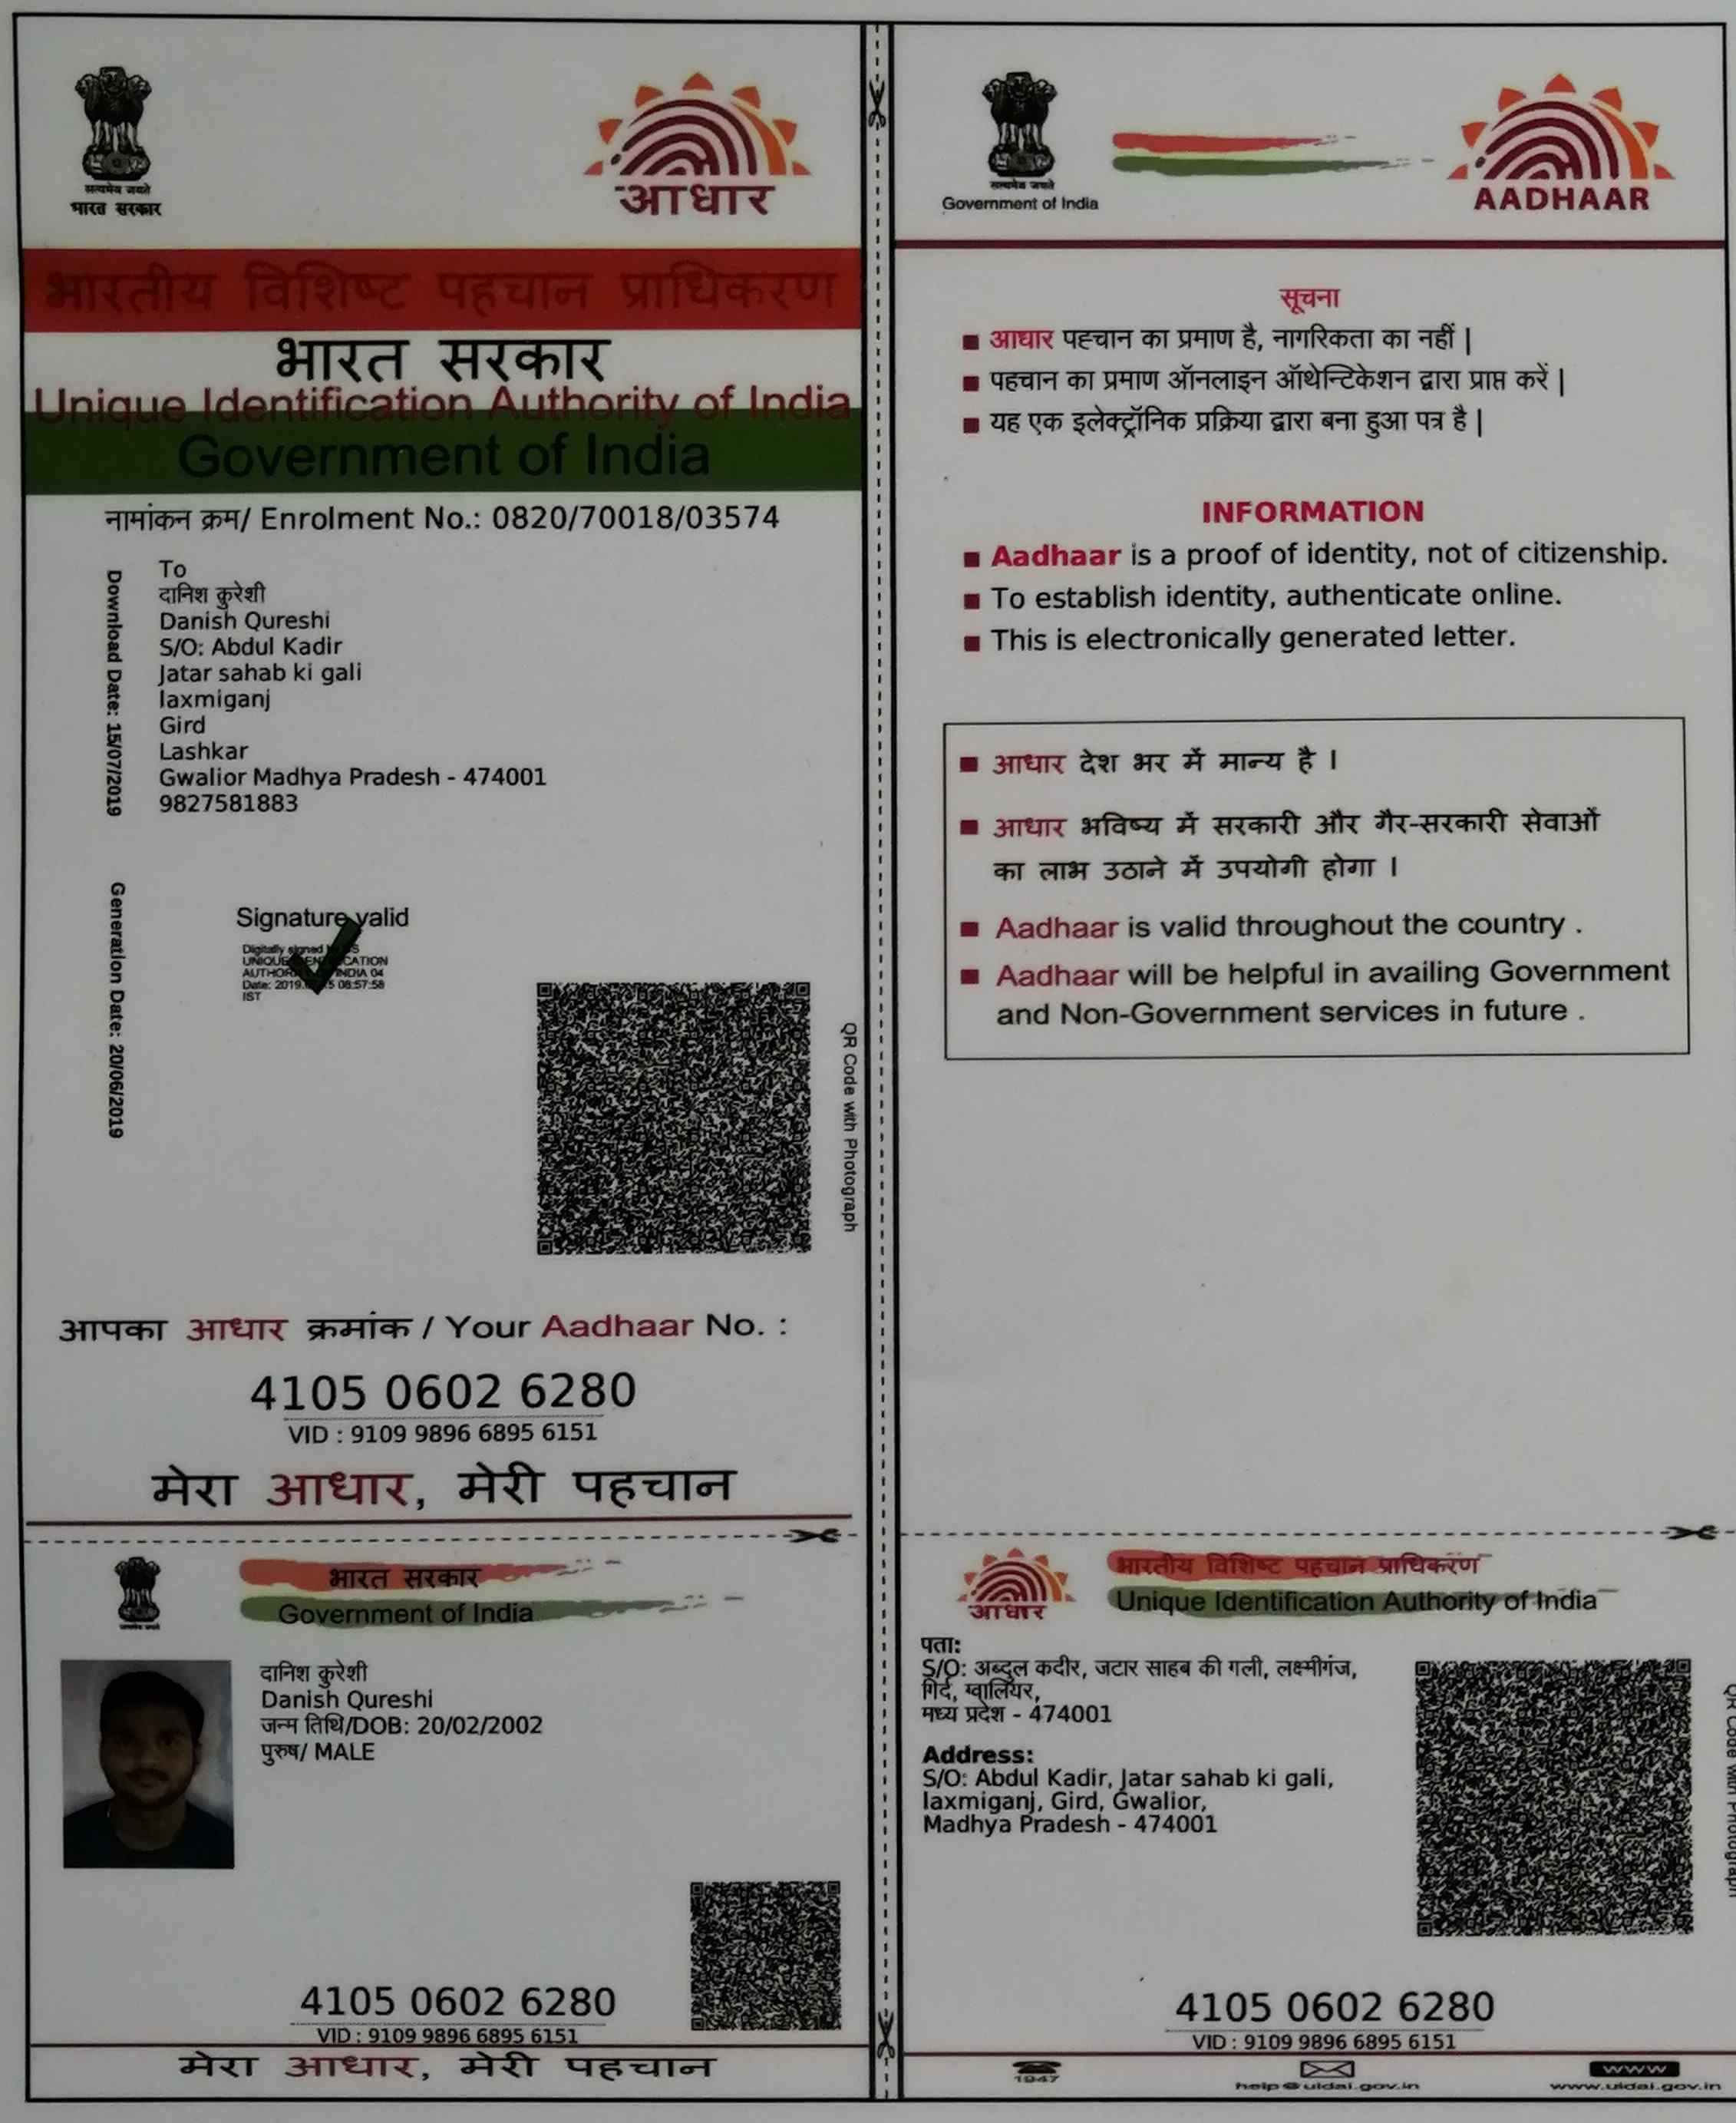 सत्यमेव जयते
भारत सरकार
आधार
भारतीय विशिष्ट पहचान प्राधिकरण
भारत सरकार
Unique Identification Authority of India
Government of India
नामांकन क्रम/ Enrolment No.: 0820/70018/03574
Download Date: 15/07/2019
To
दानिश कुरेशी
Danish Qureshi
S/O: Abdul Kadir
Jatar sahab ki gali
laxmiganj
Gird
Lashkar
Gwalior Madhya Pradesh - 474001
9827581883
Generation Date: 20/06/2019
Signature valid
Digitally signed
UNIQUE
AUTHOR INDIA 04
Date: 2019 08:57:58
IST
QR Code with Photograph
आपका आधार क्रमांक / Your Aadhaar No. :
4105 0602 6280
VID : 9109 9896 6895 6151
मेरा आधार, मेरी पहचान
भारत सरकार
Government of India
दानिश कुरेशी
Danish Qureshi
जन्म तिथि/DOB: 20/02/2002
पुरुष/ MALE
4105 0602 6280
VID : 9109 9896 6895 6151
मेरा आधार, मेरी पहचान
सत्यमेव जयते
Government of India
AADHAAR
सूचना
आधार पहचान का प्रमाण है, नागरिकता का नहीं |
पहचान का प्रमाण ऑनलाइन ऑथेन्टिकेशन द्वारा प्राप्त करें |
यह एक इलेक्ट्रॉनिक प्रक्रिया द्वारा बना हुआ पत्र है |
INFORMATION
Aadhaar is a proof of identity, not of citizenship.
To establish identity, authenticate online.
This is electronically generated letter.
आधार देश भर में मान्य है ।
आधार भविष्य में सरकारी और गैर-सरकारी सेवाओं
का लाभ उठाने में उपयोगी होगा ।
Aadhaar is valid throughout the country .
Aadhaar will be helpful in availing Government
and Non-Government services in future .
आधार
भारतीय विशिष्ट पहचान प्राधिकरण
Unique Identification Authority of India
पता:
S/O: अब्दुल कदीर, जटार साहब की गली, लक्ष्मीगंज,
गिर्द, ग्वालियर,
मध्य प्रदेश - 474001
Address:
S/O: Abdul Kadir, Jatar sahab ki gali,
laxmiganj, Gird, Gwalior,
Madhya Pradesh - 474001
QR Code with Photograph
4105 0602 6280
VID : 9109 9896 6895 6151
1947
help@uidai.gov.in
www
www.uidai.gov.in